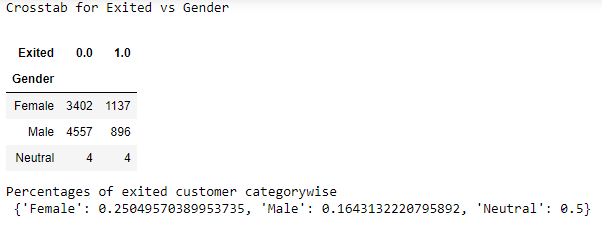 Crosstab for Exited vs Gender
Exited 0.0 1.0
Gender
Female 3402 1137
Male 4557 896
Neutral 4 4
Percentages of exited customer categorywise
{'Female': 0.25049570389953735, 'Male': 0.1643132220795892, 'Neutral': 0.5}